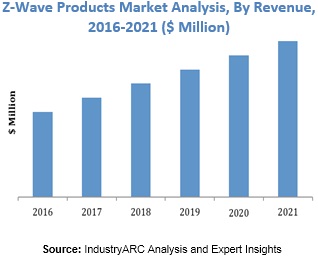 Z-Wave Products Market Analysis, By Revenue,
2016-2021 ($ Million)
$ Million
2016 2017 2018 2019 2020 2021
Source: IndustryARC Analysis and Expert Insights